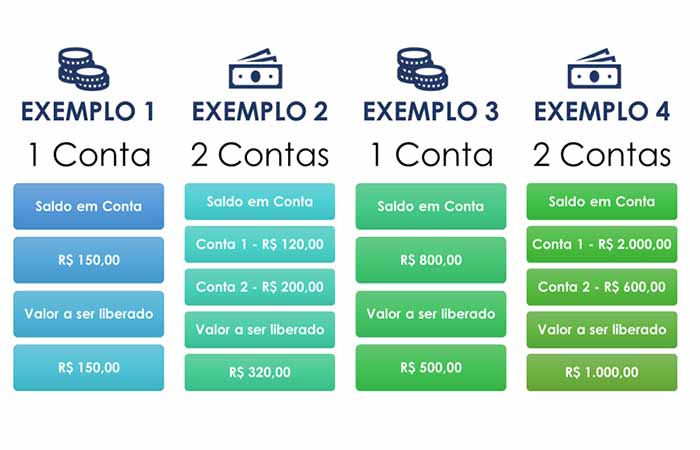 EXEMPLO 1
1 Conta
Saldo em Conta
R$ 150,00
Valor a ser liberado
R$ 150,00
EXEMPLO 2
2 Contas
Saldo em Conta
Conta 1 - R$ 120,00
Conta 2 - R$ 200,00
Valor a ser liberado
R$ 320,00
EXEMPLO 3
1 Conta
Saldo em Conta
R$ 800,00
Valor a ser liberado
R$ 500,00
EXEMPLO 4
2 Contas
Saldo em Conta
Conta 1 - R$ 2.000,00
Conta 2 - R$ 600,00
Valor a ser liberado
R$ 1.000,00